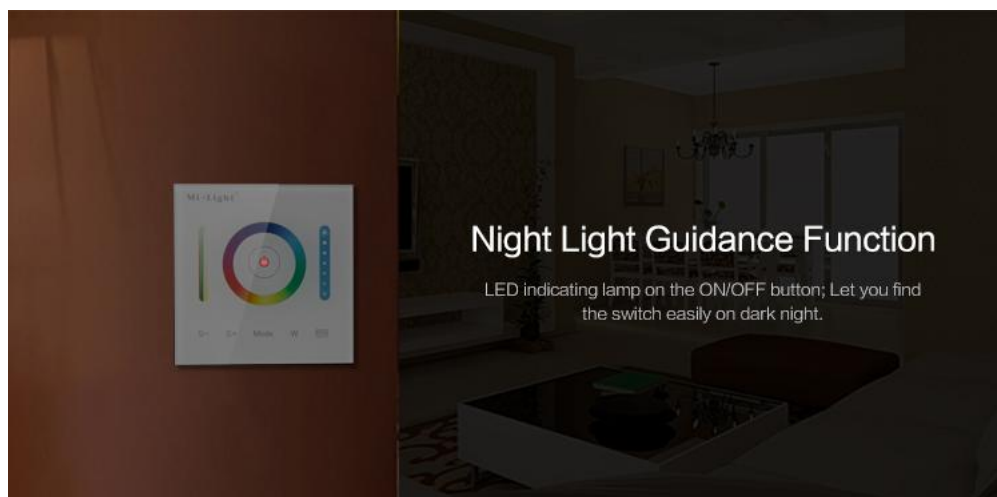 Mi-Light
S- S+ Mode W
Night Light Guidance Function
LED indicating lamp on the ON/OFF button; Let you find
the switch easily on dark night.